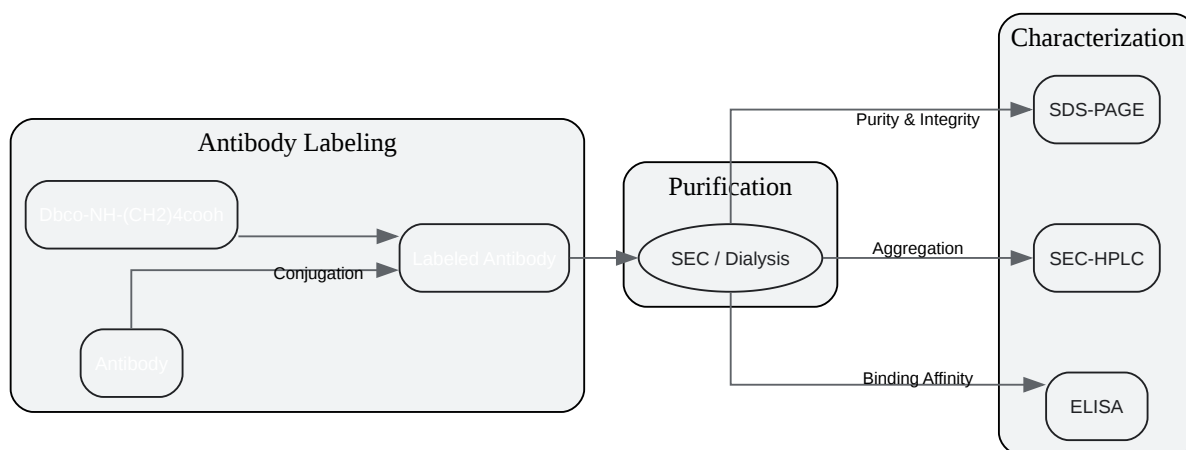 Antibody Labeling
Dbco-NH-(CH2)4cooh
Conjugation
Labeled Antibody
Antibody
Purification
SEC / Dialysis
Purity & Integrity
Aggregation
Binding Affinity
Characterization
SDS-PAGE
SEC-HPLC
ELISA